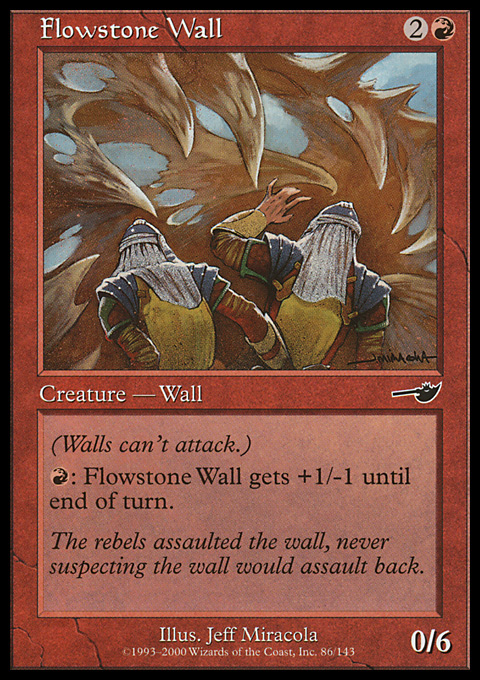 Flowstone Wall 2
Creature — Wall
(Walls can't attack.)
: Flowstone Wall gets +1/-1 until
end of turn.
The rebels assaulted the wall, never
suspecting the wall would assault back.
JMIRACOLA
Illus. Jeff Miracola
©1993–2000 Wizards of the Coast, Inc. 86/143
0/6